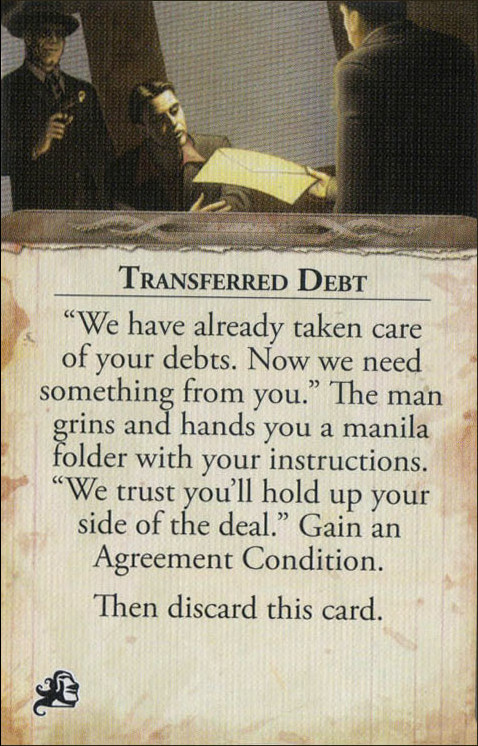 TRANSFERRED DEBT
“We have already taken care
of your debts. Now we need
something from you.” The man
grins and hands you a manila
folder with your instructions.
“We trust you’ll hold up your
side of the deal.” Gain an
Agreement Condition.
Then discard this card.